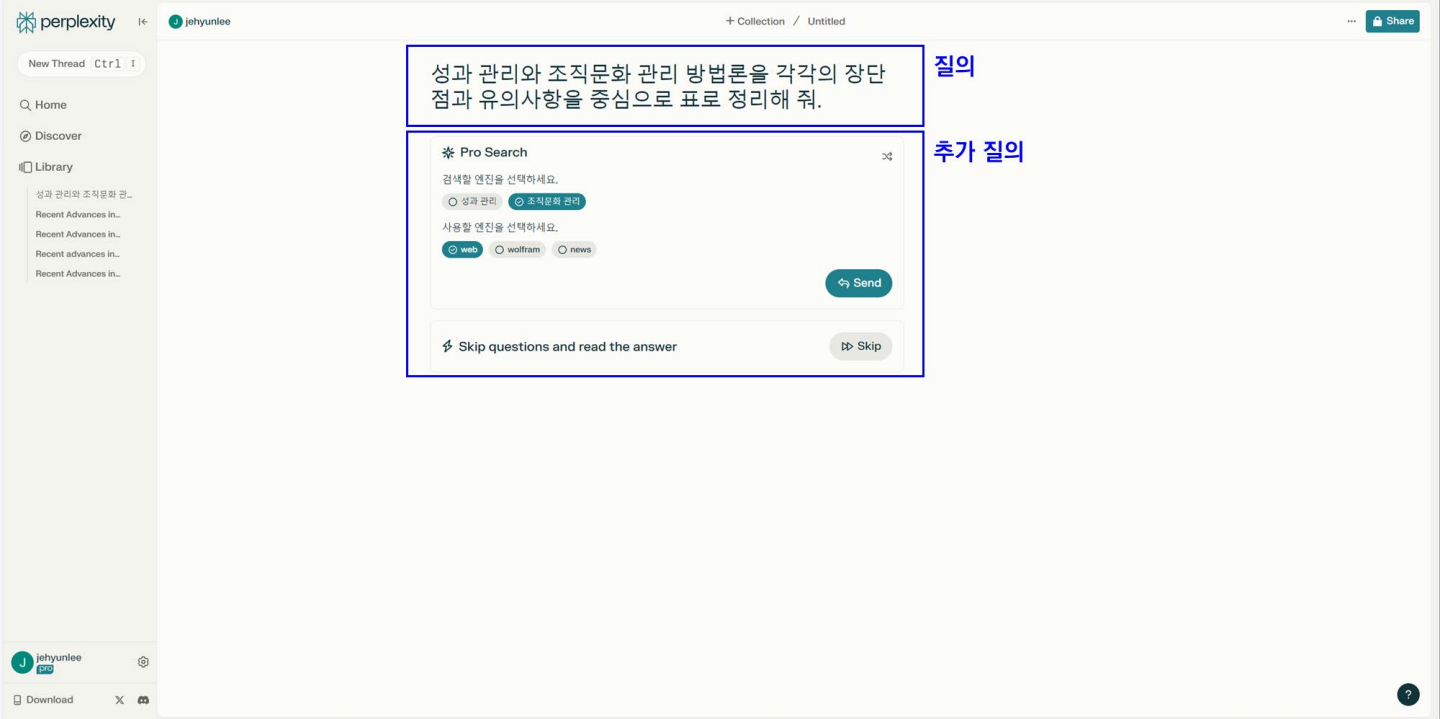 perplexity
New Thread Ctrl I
Home
Discover
Library
성과 관리와 조직문화 관...
Recent Advances in...
Recent Advances in...
Recent advances in...
Recent Advances in...
jehyunlee
pro
Download
J jehyunlee
+ Collection / Untitled
... Share
성과 관리와 조직문화 관리 방법론을 각각의 장단
점과 유의사항을 중심으로 표로 정리해 줘.
질의
추가 질의
Pro Search
검색할 엔진을 선택하세요.
성과 관리 조직문화 관리
사용할 엔진을 선택하세요.
web wolfram news
Send
Skip questions and read the answer
Skip
?